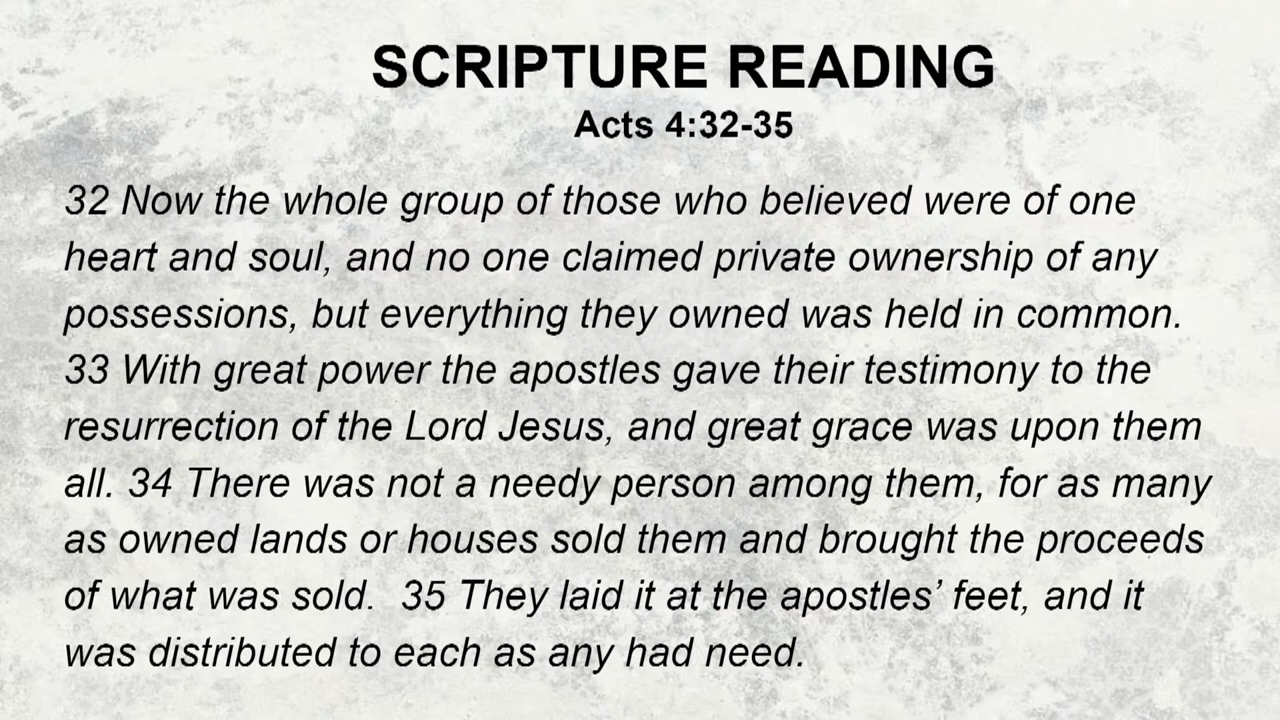 SCRIPTURE READING
Acts 4:32-35
32 Now the whole group of those who believed were of one
heart and soul, and no one claimed private ownership of any
possessions, but everything they owned was held in common.
33 With great power the apostles gave their testimony to the
resurrection of the Lord Jesus, and great grace was upon them
all. 34 There was not a needy person among them, for as many
as owned lands or houses sold them and brought the proceeds
of what was sold.  35 They laid it at the apostles’ feet, and it
was distributed to each as any had need.